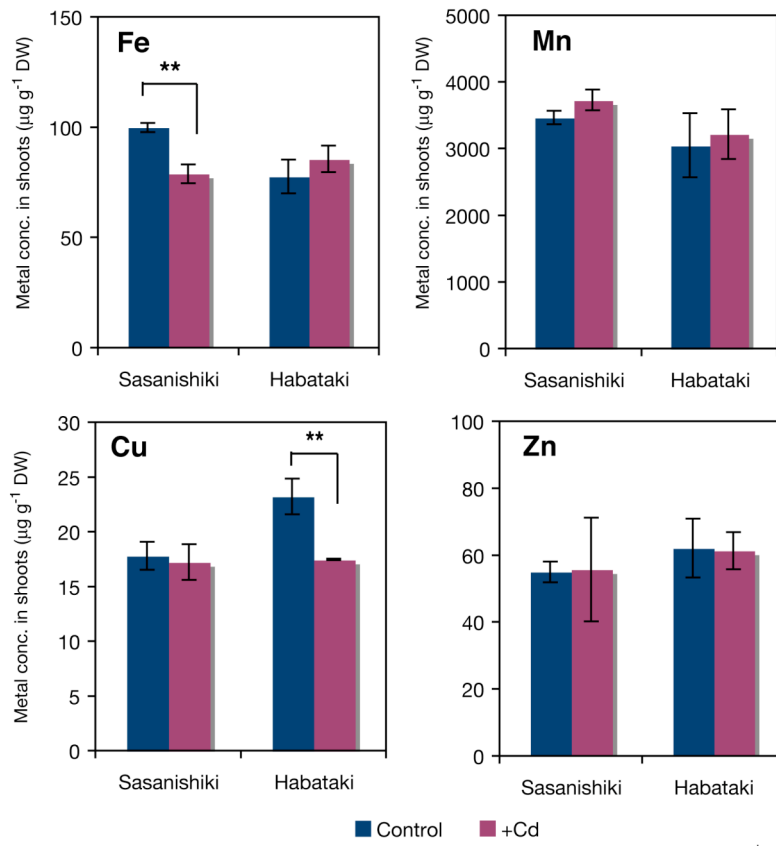 Fe
**
Metal conc. in shoots (µg g-1 DW)
150
100
50
0
Sasanishiki Habataki
Mn
Metal conc. in shoots (µg g-1 DW)
5000
4000
3000
2000
1000
0
Sasanishiki Habataki
Cu
**
Metal conc. in shoots (µg g-1 DW)
30
25
20
15
10
5
0
Sasanishiki Habataki
Zn
100
80
60
40
20
0
Sasanishiki Habataki
Control +Cd